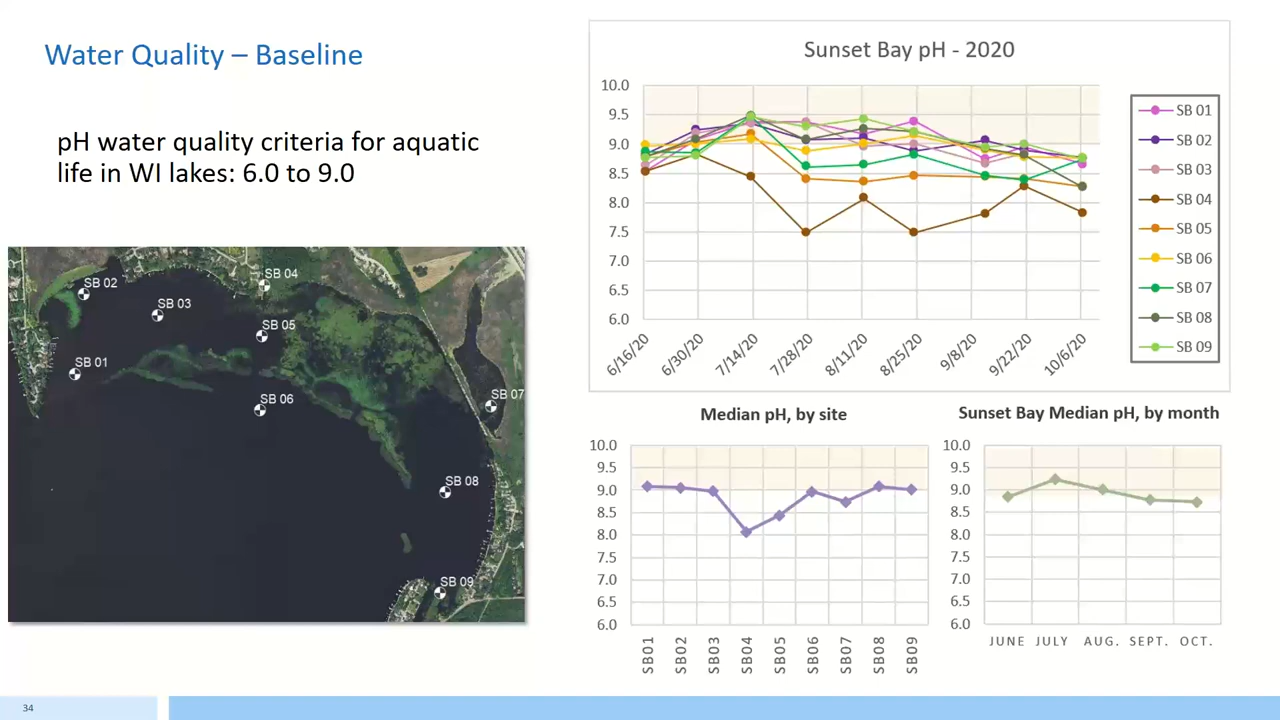 Water Quality – Baseline
pH water quality criteria for aquatic
life in WI lakes: 6.0 to 9.0
SB 02
SB 03
SB 04
SB 05
SB 01
SB 06
SB 07
SB 08
SB 09
Sunset Bay pH - 2020
10.0
9.5
9.0
8.5
8.0
7.5
7.0
6.5
6.0
6/16/20
6/30/20
7/14/20
7/28/20
8/11/20
8/25/20
9/8/20
9/22/20
10/6/20
SB 01
SB 02
SB 03
SB 04
SB 05
SB 06
SB 07
SB 08
SB 09
Median pH, by site
10.0
9.5
9.0
8.5
8.0
7.5
7.0
6.5
6.0
SB01
SB02
SB03
SB04
SB05
SB06
SB07
SB08
SB09
Sunset Bay Median pH, by month
10.0
9.5
9.0
8.5
8.0
7.5
7.0
6.5
6.0
JUNE JULY AUG. SEPT. OCT.
34